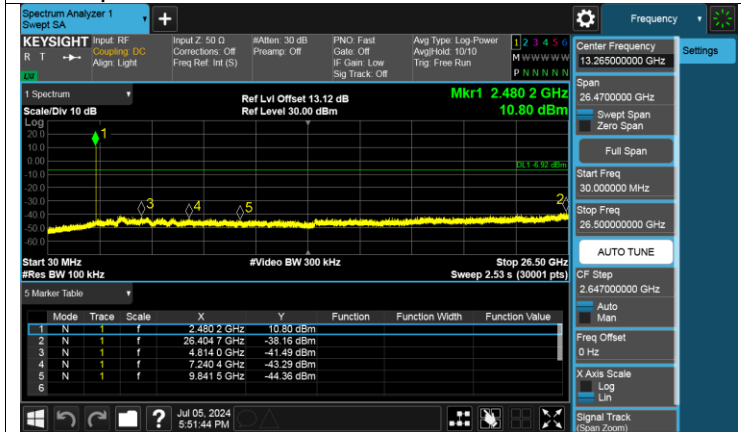 Spectrum Analyzer 1
Swept SA
Frequency
KEYSIGHT
R T
Input: RF
Coupling: DC
Align: Light
Input Z: 50 Ω
Corrections: Off
Freq Ref: Int (S)
#Atten: 30 dB
Preamp: Off
PNO: Fast
Gate: Off
IF Gain: Low
Sig Track: Off
Avg Type: Log-Power
Avg|Hold: 10/10
Trig: Free Run
1 2 3 4 5 6
M W W W W W
P N N N N N
Settings
Center Frequency
13.265000000 GHz
Span
26.4700000 GHz
Swept Span
Zero Span
Full Span
Start Freq
30.000000 MHz
Stop Freq
26.500000000 GHz
AUTO TUNE
CF Step
2.647000000 GHz
Auto
Man
Freq Offset
0 Hz
X Axis Scale
Log
Lin
Signal Track
(Span Zoom)
1 Spectrum
Scale/Div 10 dB
Ref Lvl Offset 13.12 dB
Ref Level 30.00 dBm
Mkr1 2.480 2 GHz
10.80 dBm
Log
20.0
10.0
0.00
-10.0
-20.0
-30.0
-40.0
-50.0
-60.0
1
DL1 -6.92 dBm
3
4
5
2
Start 30 MHz
#Res BW 100 kHz
#Video BW 300 kHz
Stop 26.50 GHz
Sweep 2.53 s (30001 pts)
5 Marker Table
Mode Trace Scale X Y Function Function Width Function Value
1 N 1 f 2.480 2 GHz 10.80 dBm
2 N 1 f 26.404 7 GHz -38.16 dBm
3 N 1 f 4.814 0 GHz -41.49 dBm
4 N 1 f 7.240 4 GHz -43.29 dBm
5 N 1 f 9.841 5 GHz -44.36 dBm
6
?
Jul 05, 2024
5:51:44 PM